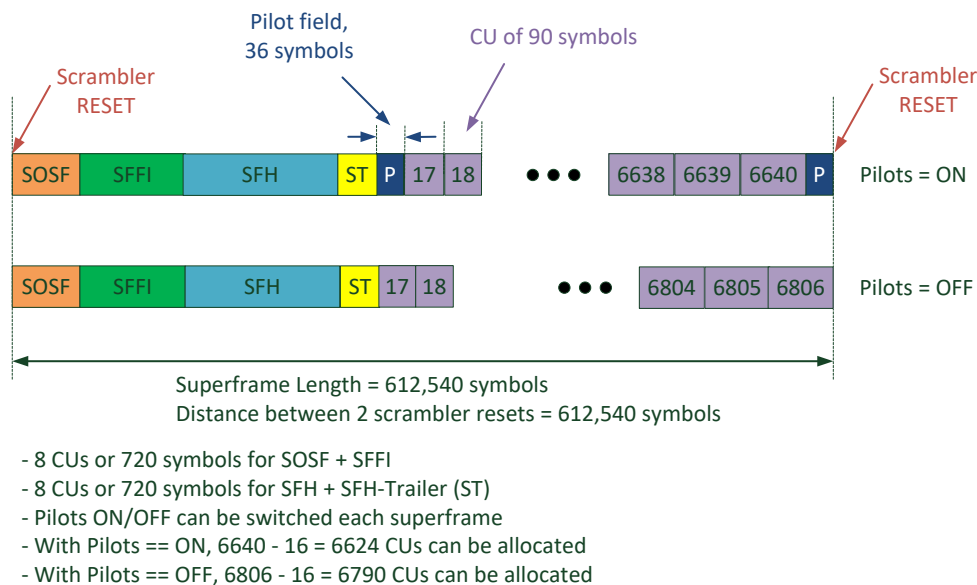 Pilot field,
36 symbols
CU of 90 symbols
Scrambler
RESET
Scrambler
RESET
SOSF SFFI SFH ST P 17 18 ●●● 6638 6639 6640 P Pilots = ON
SOSF SFFI SFH ST 17 18 ●●● 6804 6805 6806 Pilots = OFF
Superframe Length = 612,540 symbols
Distance between 2 scrambler resets = 612,540 symbols
- 8 CUs or 720 symbols for SOSF + SFFI
- 8 CUs or 720 symbols for SFH + SFH-Trailer (ST)
- Pilots ON/OFF can be switched each superframe
- With Pilots == ON, 6640 - 16 = 6624 CUs can be allocated
- With Pilots == OFF, 6806 - 16 = 6790 CUs can be allocated